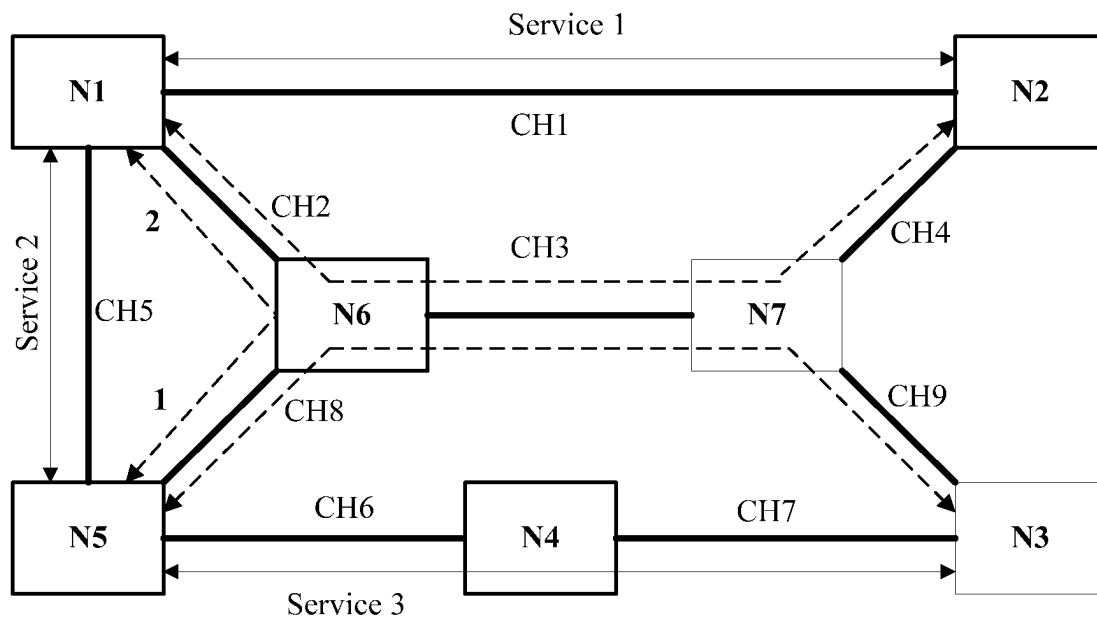 Service 1
N1
N2
CH1
2
CH2
CH3
CH4
Service 2
CH5
N6
N7
1
CH8
CH9
CH6
CH7
N5
N4
N3
Service 3